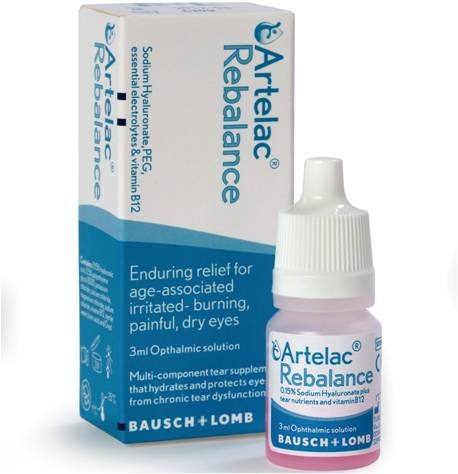 Artelac®
Rebalance
Sodium Hyaluronate, PEG,
essential electrolytes & vitamin B12
Enduring relief for
age-associated
irritated- burning,
painful, dry eyes
3ml Opthalmic solution
Multi-component tear supplem
that hydrates and protects eye
from chronic tear dysfunction
BAUSCH+LOMB
Artelac®
Rebalance
0.15% Sodium Hyaluronate plus
tear nutrients and vitamin B12
3ml Ophthalmic solution
BAUSCH+LOMB